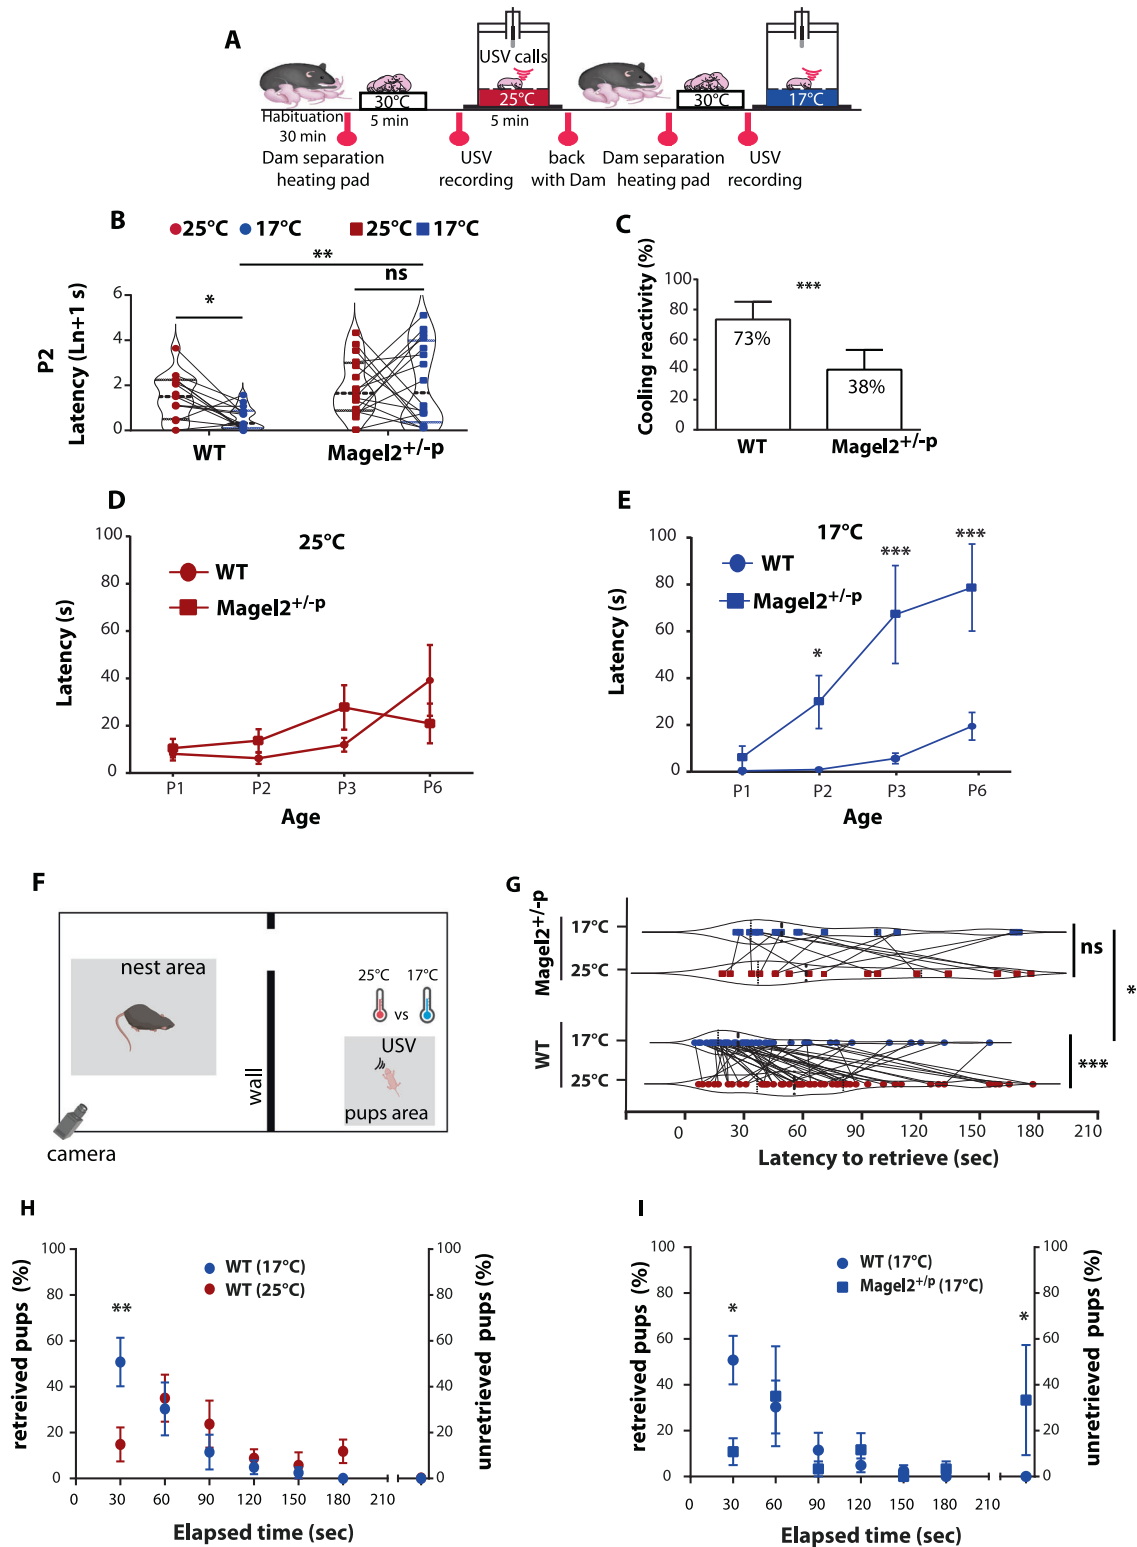 A
USV calls
30°C
25°C
30°C
17°C
Habituation
30 min
5 min
5 min
Dam separation
heating pad
USV
recording
back
with Dam
Dam separation
heating pad
USV
recording
B
25°C 17°C 25°C 17°C
**
ns
*
P2
Latency (Ln+1 s)
6
4
2
0
WT
Magel2+/-p
C
Cooling reactivity (%)
100
80
60
40
20
0
***
73%
38%
WT
Magel2+/-p
D
25°C
WT
Magel2+/-p
Latency (s)
100
80
60
40
20
0
P1 P2 P3 P6
Age
E
17°C
WT
Magel2+/-p
*
***
***
Latency (s)
100
80
60
40
20
0
P1 P2 P3 P6
Age
F
nest area
wall
25°C
vs
17°C
USV
pups area
camera
G
Magel2+/-p
17°C
25°C
WT
17°C
25°C
ns
*
***
0 30 60 90 120 150 180 210
Latency to retrieve (sec)
H
WT (17°C)
WT (25°C)
**
retreived pups (%)
100
80
60
40
20
0
unretrieved pups (%)
100
80
60
40
20
0
0 30 60 90 120 150 180 210
Elapsed time (sec)
I
WT (17°C)
Magel2+/p (17°C)
*
*
retreived pups (%)
100
80
60
40
20
0
unretrieved pups (%)
100
80
60
40
20
0
0 30 60 90 120 150 180 210
Elapsed time (sec)